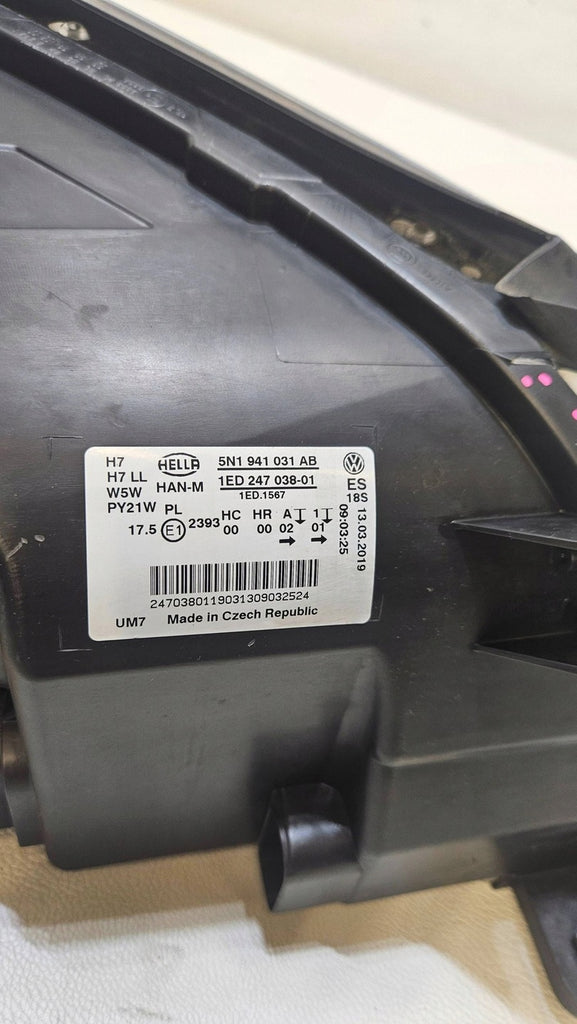 H7
H7 LL
W5W
PY21W PL
HELLA
HAN-M
5N1 941 031 AB
1ED 247 038-01
1ED.1567
ES
18S
17.5 E1 2393
HC HR A 1
00 00 02 01
13.03.2019
09:03:25
2470380119031309032524
UM7 Made in Czech Republic